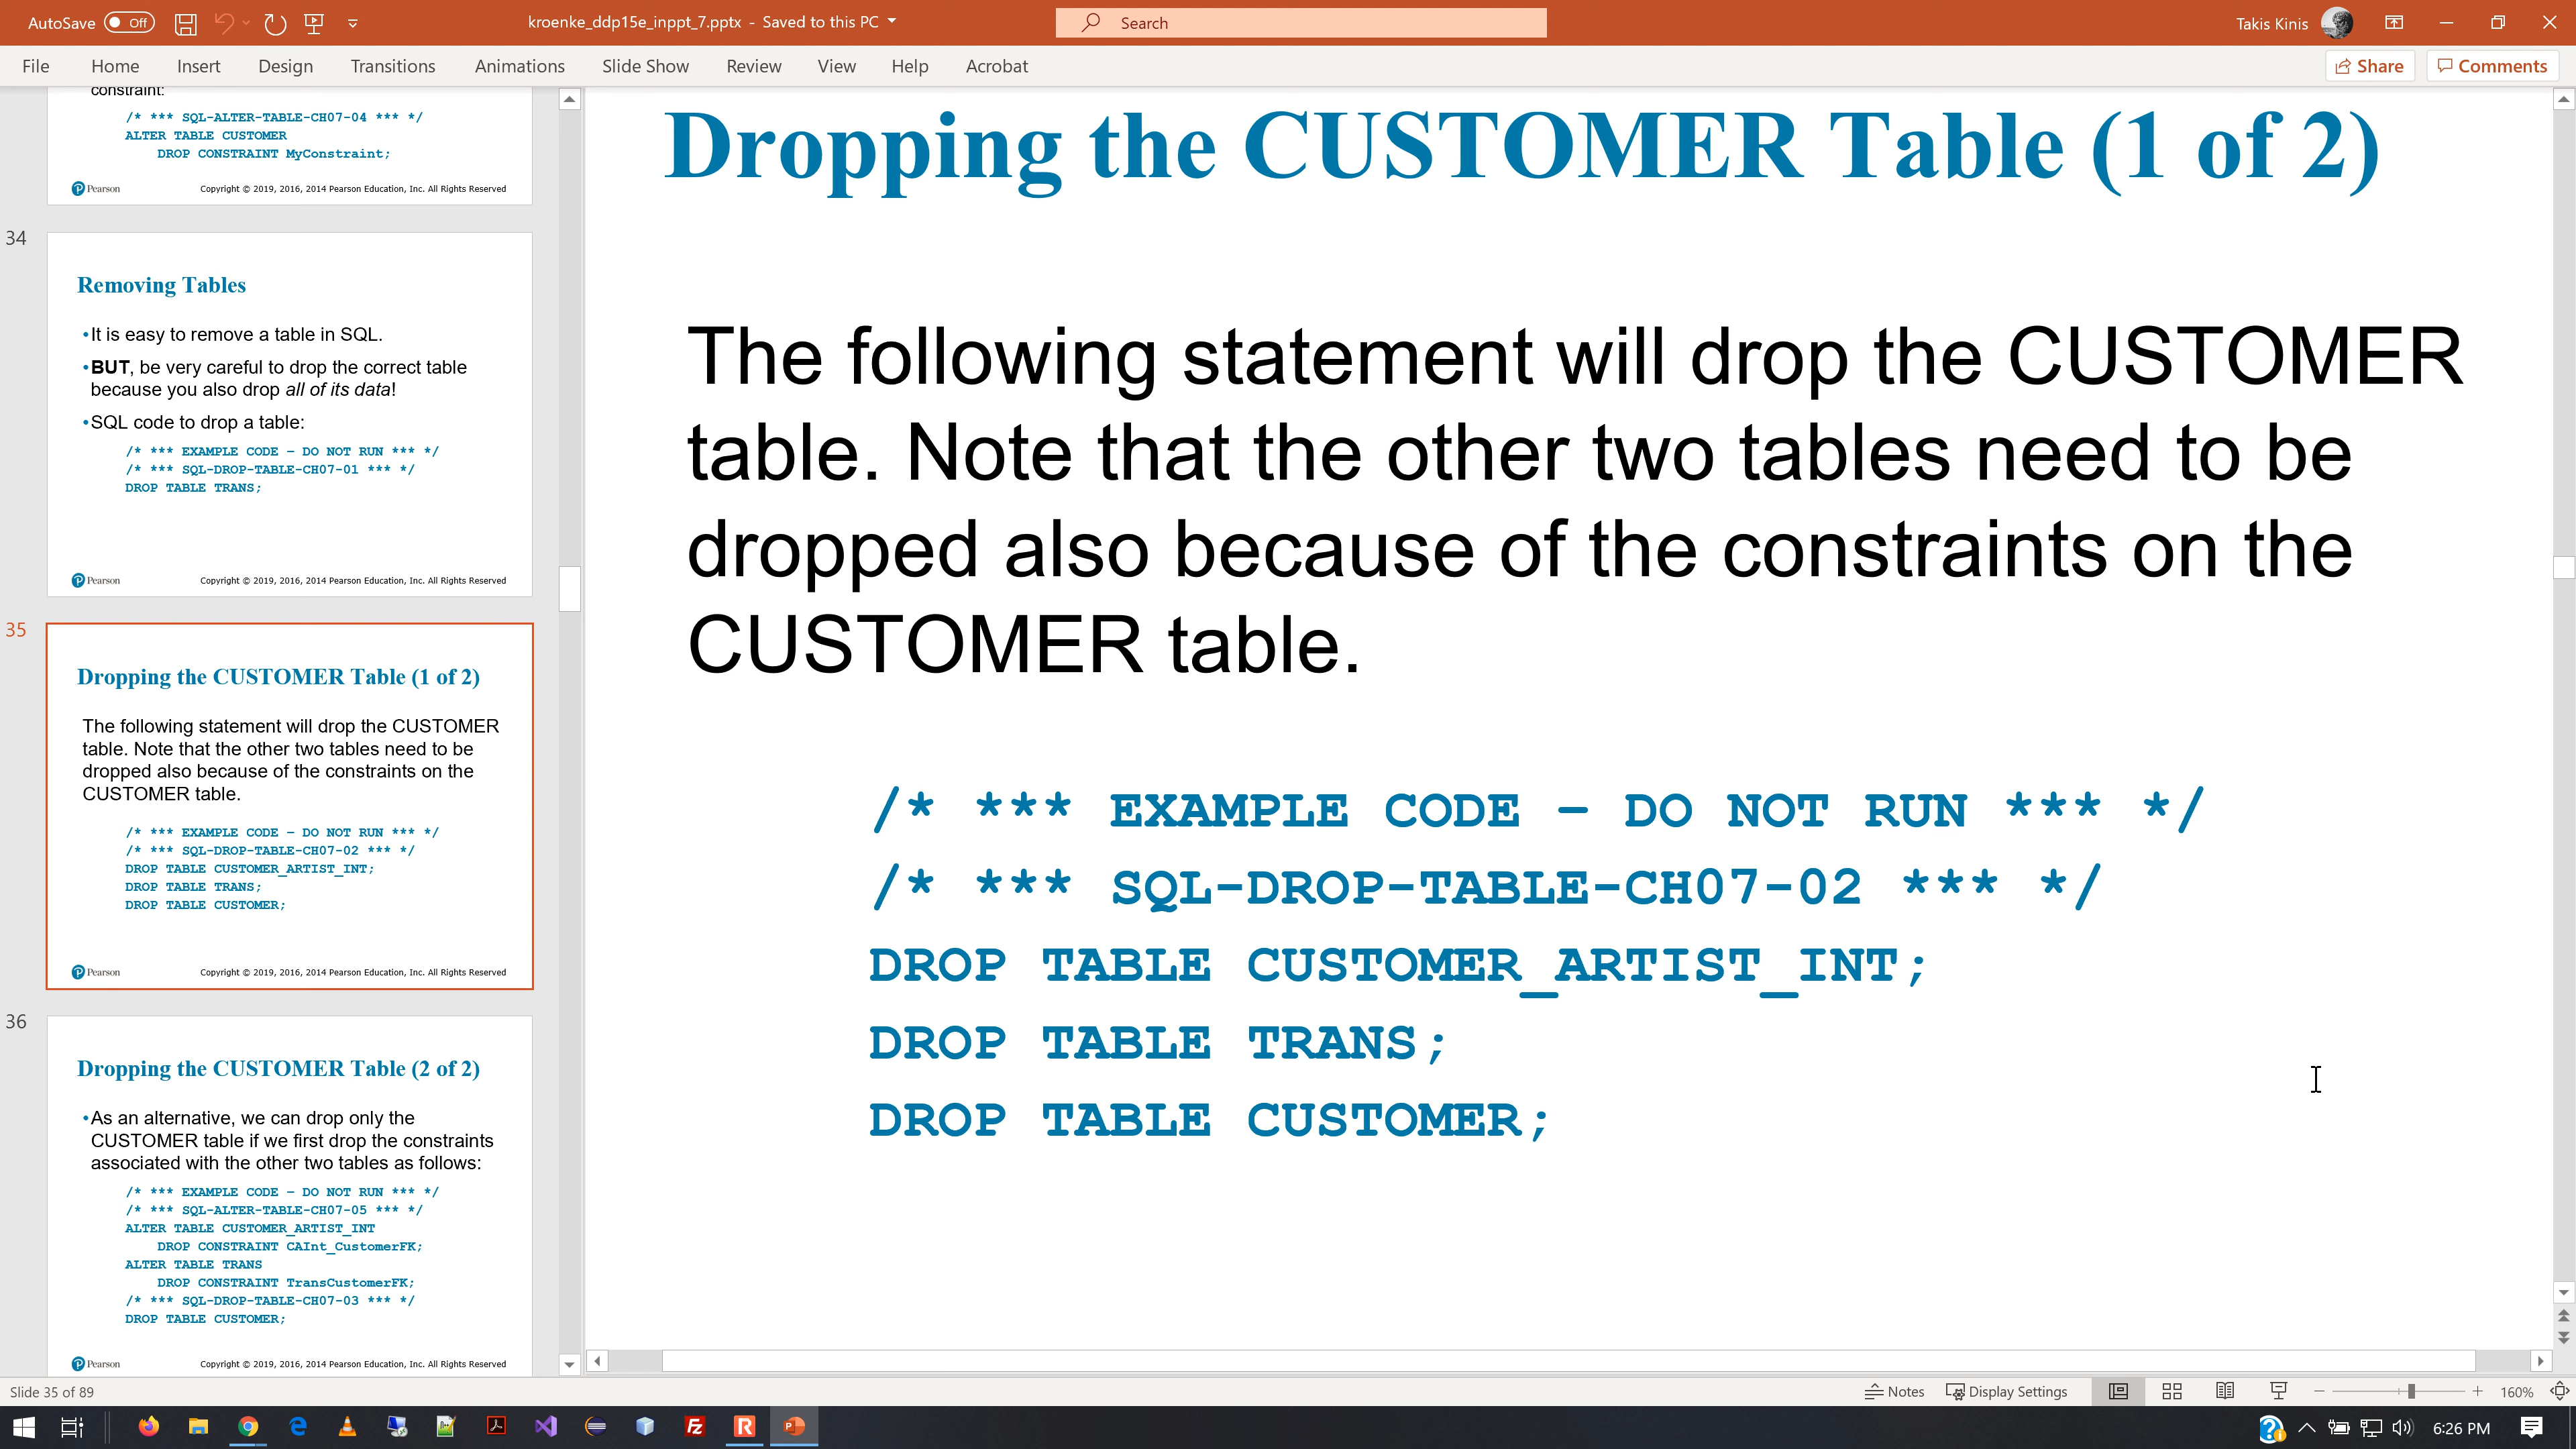 AutoSave Off
kroenke_ddp15e_inppt_7.pptx - Saved to this PC
Search
Takis Kinis
File Home Insert Design Transitions Animations Slide Show Review View Help Acrobat
Share Comments
constraint:
/* *** SQL-ALTER-TABLE-CH07-04 *** */
ALTER TABLE CUSTOMER
DROP CONSTRAINT MyConstraint;
Pearson Copyright © 2019, 2016, 2014 Pearson Education, Inc. All Rights Reserved
34
Removing Tables
•It is easy to remove a table in SQL.
•BUT, be very careful to drop the correct table
because you also drop all of its data!
•SQL code to drop a table:
/* *** EXAMPLE CODE – DO NOT RUN *** */
/* *** SQL-DROP-TABLE-CH07-01 *** */
DROP TABLE TRANS;
Pearson Copyright © 2019, 2016, 2014 Pearson Education, Inc. All Rights Reserved
35
Dropping the CUSTOMER Table (1 of 2)
The following statement will drop the CUSTOMER
table. Note that the other two tables need to be
dropped also because of the constraints on the
CUSTOMER table.
/* *** EXAMPLE CODE – DO NOT RUN *** */
/* *** SQL-DROP-TABLE-CH07-02 *** */
DROP TABLE CUSTOMER_ARTIST_INT;
DROP TABLE TRANS;
DROP TABLE CUSTOMER;
Pearson Copyright © 2019, 2016, 2014 Pearson Education, Inc. All Rights Reserved
36
Dropping the CUSTOMER Table (2 of 2)
•As an alternative, we can drop only the
CUSTOMER table if we first drop the constraints
associated with the other two tables as follows:
/* *** EXAMPLE CODE – DO NOT RUN *** */
/* *** SQL-ALTER-TABLE-CH07-05 *** */
ALTER TABLE CUSTOMER_ARTIST_INT
DROP CONSTRAINT CAInt_CustomerFK;
ALTER TABLE TRANS
DROP CONSTRAINT TransCustomerFK;
/* *** SQL-DROP-TABLE-CH07-03 *** */
DROP TABLE CUSTOMER;
Pearson Copyright © 2019, 2016, 2014 Pearson Education, Inc. All Rights Reserved
Dropping the CUSTOMER Table (1 of 2)
The following statement will drop the CUSTOMER
table. Note that the other two tables need to be
dropped also because of the constraints on the
CUSTOMER table.
/* *** EXAMPLE CODE – DO NOT RUN *** */
/* *** SQL-DROP-TABLE-CH07-02 *** */
DROP TABLE CUSTOMER_ARTIST_INT;
DROP TABLE TRANS;
DROP TABLE CUSTOMER;
Slide 35 of 89
Notes Display Settings 160%
6:26 PM